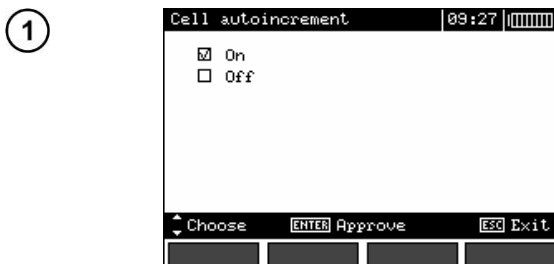 1
Cell autoincrement 09:27
On
Off
Choose ENTER Approve ESC Exit